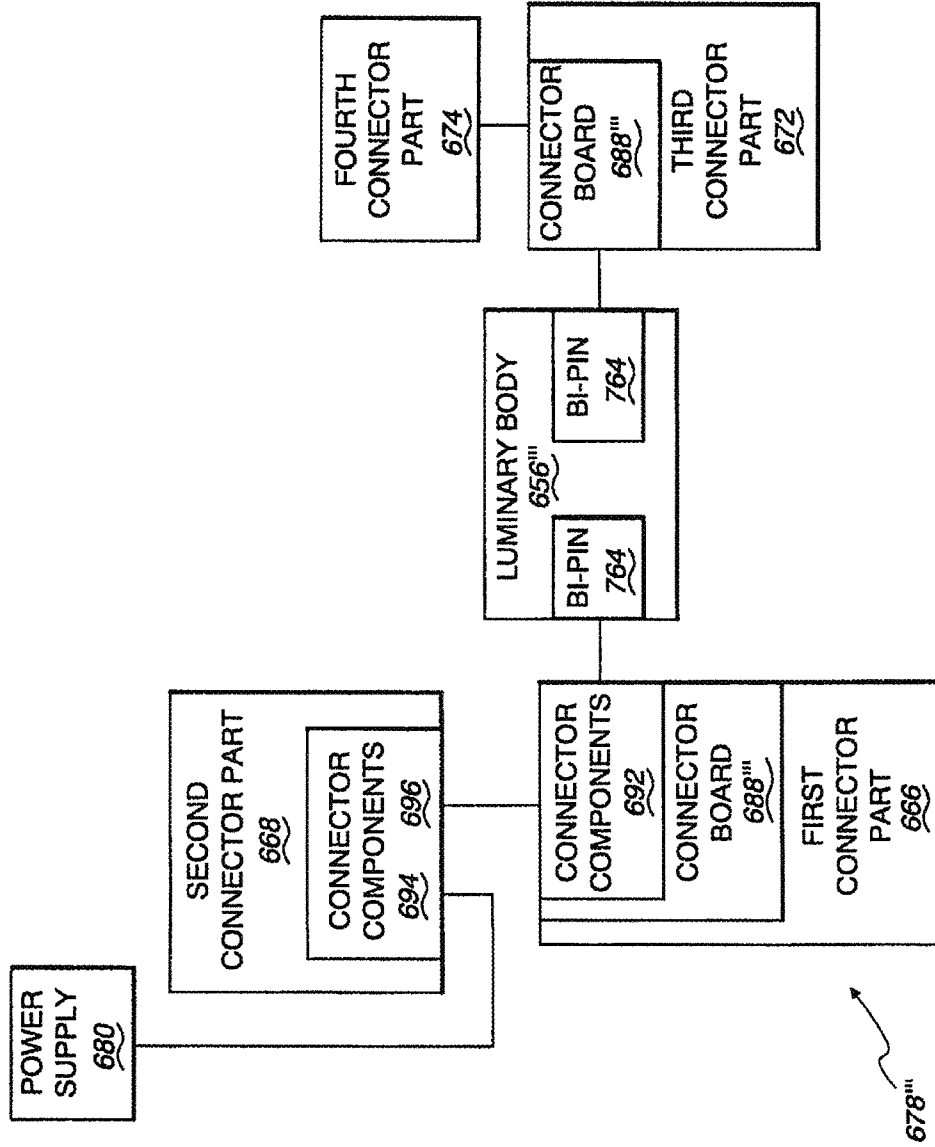 POWER
SUPPLY
680
SECOND
CONNECTOR PART
668
CONNECTOR
COMPONENTS
694 696
CONNECTOR
COMPONENTS
692
CONNECTOR
BOARD
688'''
FIRST
CONNECTOR
PART
666
LUMINARY BODY
656'''
BI-PIN
764
BI-PIN
764
FOURTH
CONNECTOR
PART
674
CONNECTOR
BOARD
688'''
THIRD
CONNECTOR
PART
672
678'''